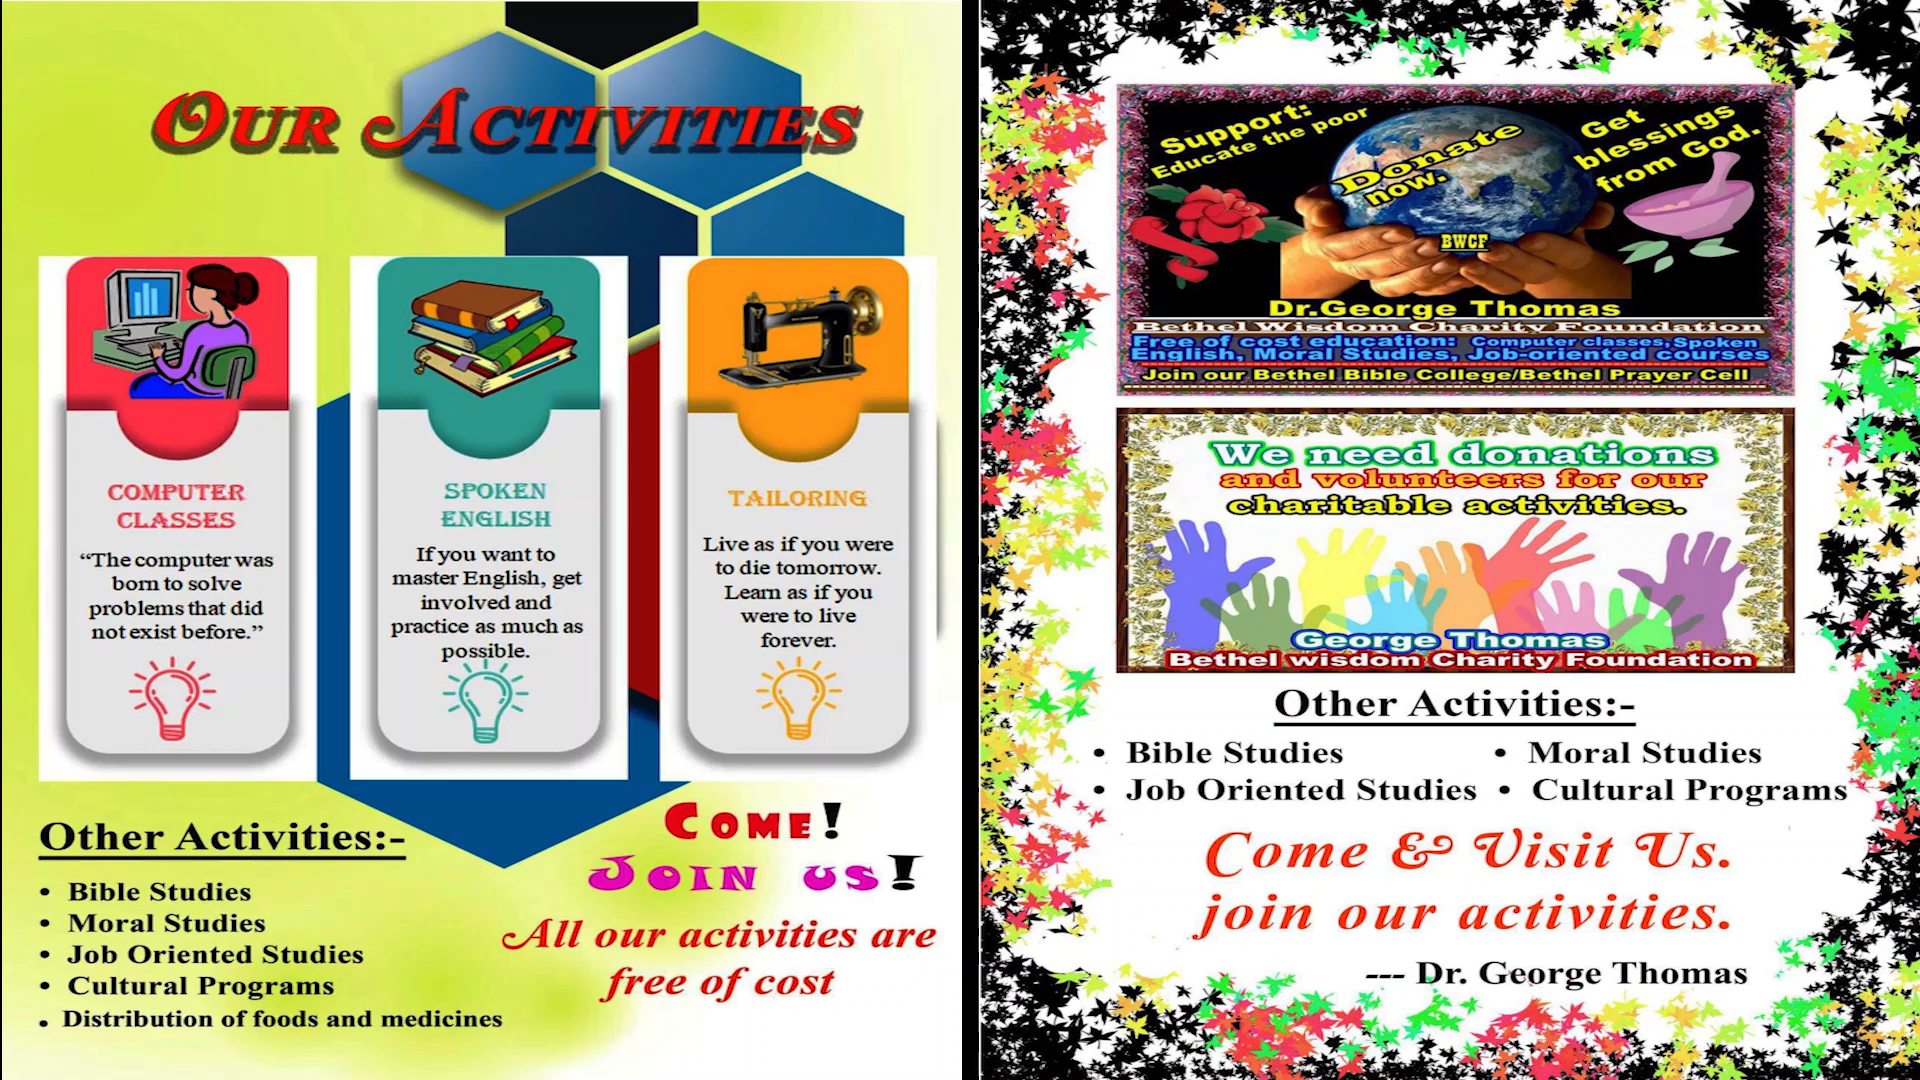 Our Activities
COMPUTER
CLASSES
“The computer was
born to solve
problems that did
not exist before.”
SPOKEN
ENGLISH
If you want to
master English, get
involved and
practice as much as
possible.
TAILORING
Live as if you were
to die tomorrow.
Learn as if you
were to live
forever.
Other Activities:-
• Bible Studies
• Moral Studies
• Job Oriented Studies
• Cultural Programs
• Distribution of foods and medicines
Come!
Join us!
All our activities are
free of cost
Support:
Educate the poor
Donate
now.
Get
blessings
from God.
BWCF
Dr.George Thomas
Bethel Wisdom Charity Foundation
Free of cost education: Computer classes, Spoken
English, Moral Studies, Job-oriented courses
Join our Bethel Bible College/Bethel Prayer Cell
We need donations
and volunteers for our
charitable activities.
George Thomas
Bethel wisdom Charity Foundation
Other Activities:-
• Bible Studies • Moral Studies
• Job Oriented Studies • Cultural Programs
Come & Visit Us.
join our activities.
--- Dr. George Thomas